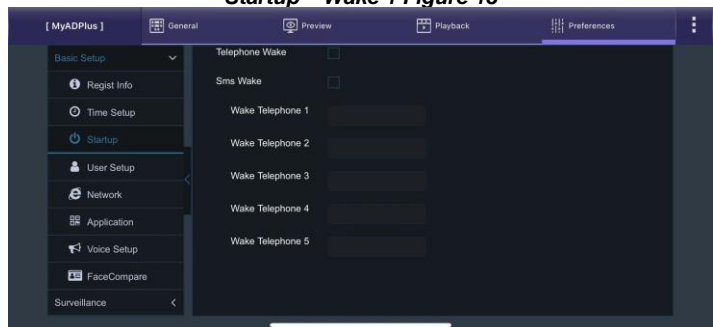 Startup – Wake 1 Figure 15
[ MyADPlus ] General Preview Playback Preferences
Basic Setup
Telephone Wake
Regist Info
Sms Wake
Time Setup
Wake Telephone 1
Startup
Wake Telephone 2
User Setup
Wake Telephone 3
Network
Wake Telephone 4
Application
Wake Telephone 5
Voice Setup
FaceCompare
Surveillance